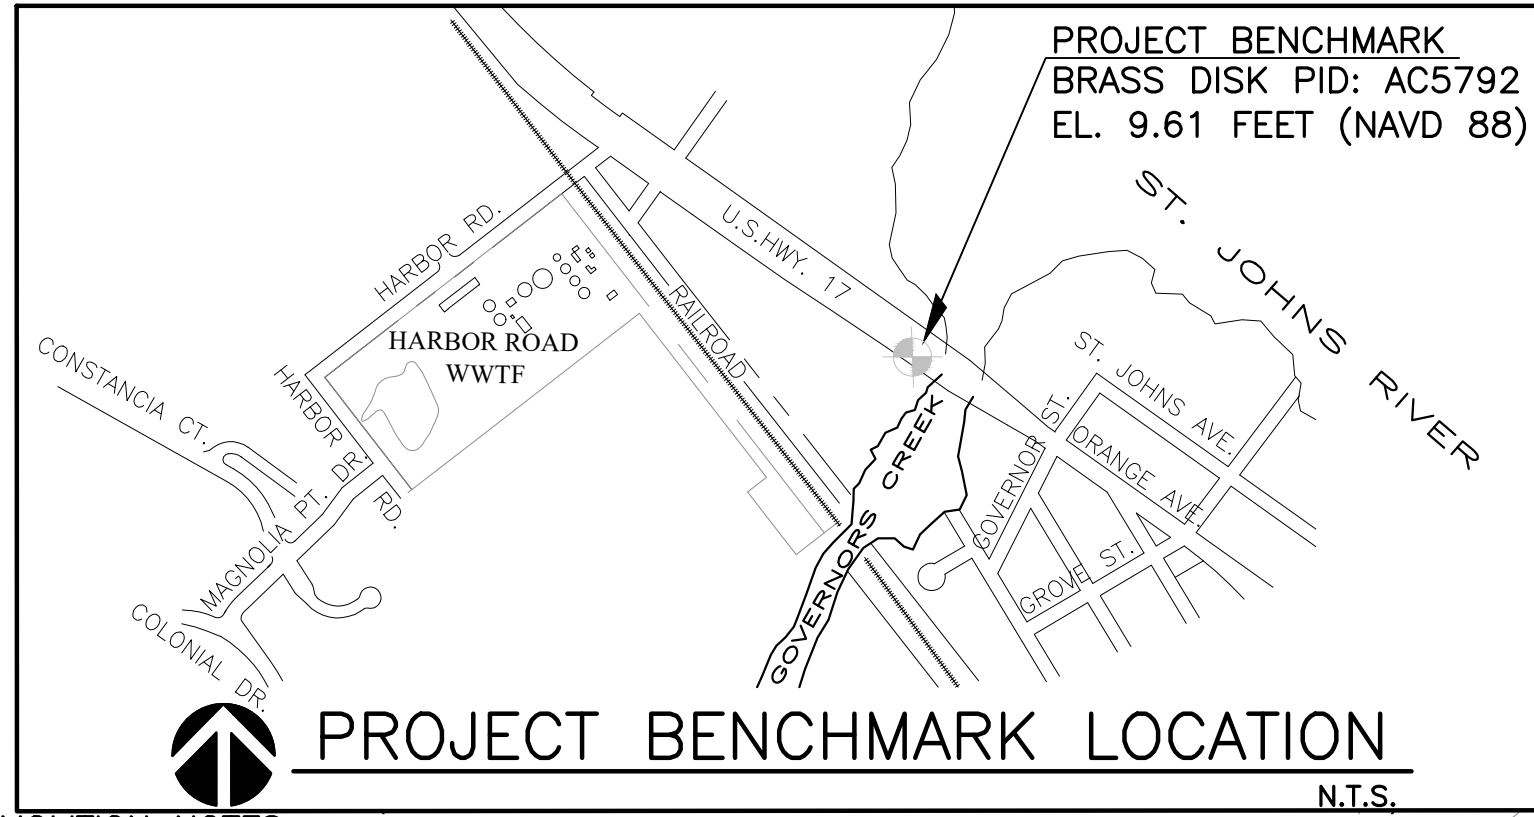 PROJECT BENCHMARK
BRASS DISK PID: AC5792
EL. 9.61 FEET (NAVD 88)
ST. JOHNS RIVER
HARBOR RD.
U.S.HWY. 17
RAILROAD
HARBOR ROAD
WWTF
CONSTANCIA CT.
HARBOR
RD.
MAGNOLIA PT. DR.
COLONIAL DR.
GOVERNORS CREEK
GOVERNOR ST.
ST. JOHNS AVE.
ORANGE AVE.
GROVE ST.
PROJECT BENCHMARK LOCATION
N.T.S.